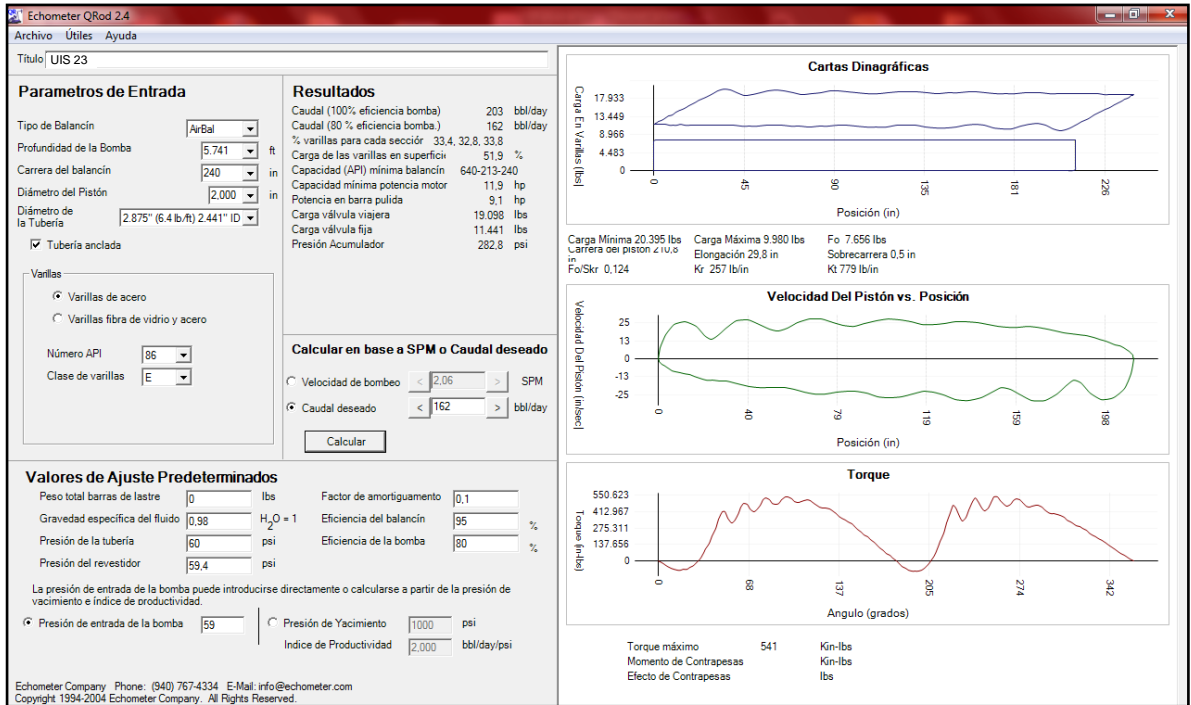 Echometer QRod 2.4
Archivo Útiles Ayuda
Título UIS 23
Parametros de Entrada
Tipo de Balancín AirBal
Profundidad de la Bomba 5.741 ft
Carrera del balancín 240 in
Diámetro del Pistón 2,000 in
Diámetro de
la Tubería 2.875" (6.4 lb/ft) 2.441" ID
Tubería anclada
Varillas
Varillas de acero
Varillas fibra de vidrio y acero
Número API 86
Clase de varillas E
Resultados
Caudal (100% eficiencia bomba) 203 bbl/day
Caudal (80 % eficiencia bomba.) 162 bbl/day
% varillas para cada secciór 33,4, 32,8, 33,8
Carga de las varillas en superfici 51,9 %
Capacidad (API) mínima balancín 640-213-240
Capacidad mínima potencia motor 11,9 hp
Potencia en barra pulida 9,1 hp
Carga válvula viajera 19.098 lbs
Carga válvula fija 11.441 lbs
Presión Acumulador 282,8 psi
Calcular en base a SPM o Caudal deseado
Velocidad de bombeo < 2,06 > SPM
Caudal deseado < 162 > bbl/day
Calcular
Valores de Ajuste Predeterminados
Peso total barras de lastre 0 lbs
Factor de amortiguamento 0,1
Gravedad específica del fluido 0,98 H2O = 1
Eficiencia del balancín 95 %
Presión de la tubería 60 psi
Eficiencia de la bomba 80 %
Presión del revestidor 59,4 psi
La presión de entrada de la bomba puede introducirse directamente o calcularse a partir de la presión de
yacimiento e índice de productividad.
Presión de entrada de la bomba 59
Presión de Yacimiento 1000 psi
Indice de Productividad 2,000 bbl/day/psi
Echometer Company Phone: (940) 767-4334 E-Mail: info@echometer.com
Copyright 1994-2004 Echometer Company. All Rights Reserved.
Cartas Dinagráficas
Carga En Varillas (lbs)
17.933
13.449
8.966
4.483
0
0 45 90 135 181 226
Posición (in)
Carga Mínima 20.395 lbs Carga Máxima 9.980 lbs Fo 7.656 lbs
Carrera del pistón 210,8 in Elongación 29,8 in Sobrecarrera 0,5 in
Fo/Skr 0,124 Kr 257 lb/in Kt 779 lb/in
Velocidad Del Pistón vs. Posición
Velocidad Del Pistón (in/sec)
25
13
0
-13
-25
0 40 79 119 159 198
Posición (in)
Torque
Torque (in-lbs)
550.623
412.967
275.311
137.656
0
0 68 137 205 274 342
Angulo (grados)
Torque máximo 541 Kin-lbs
Momento de Contrapesas Kin-lbs
Efecto de Contrapesas lbs